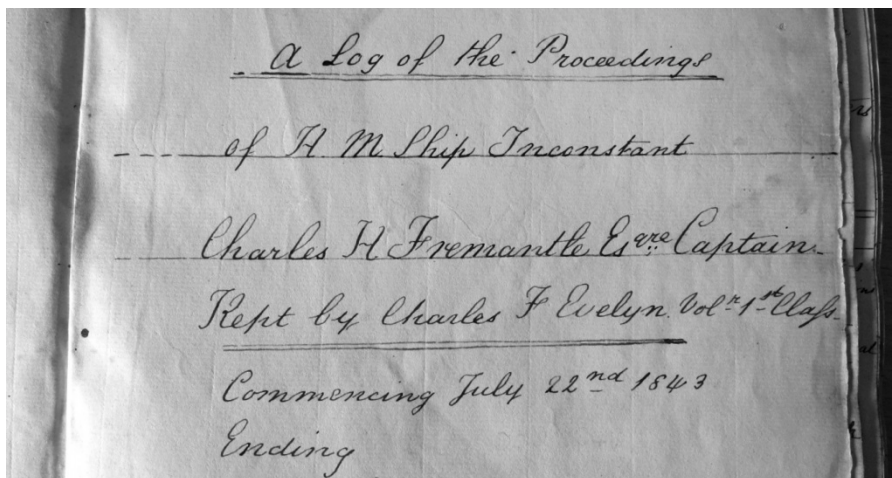 A Log of the Proceedings
of H. M. Ship Inconstant
Charles H Fremantle Esqre Captain.
Kept by Charles F Evelyn. Volr 1st Class
Commencing July 22nd 1843
Ending